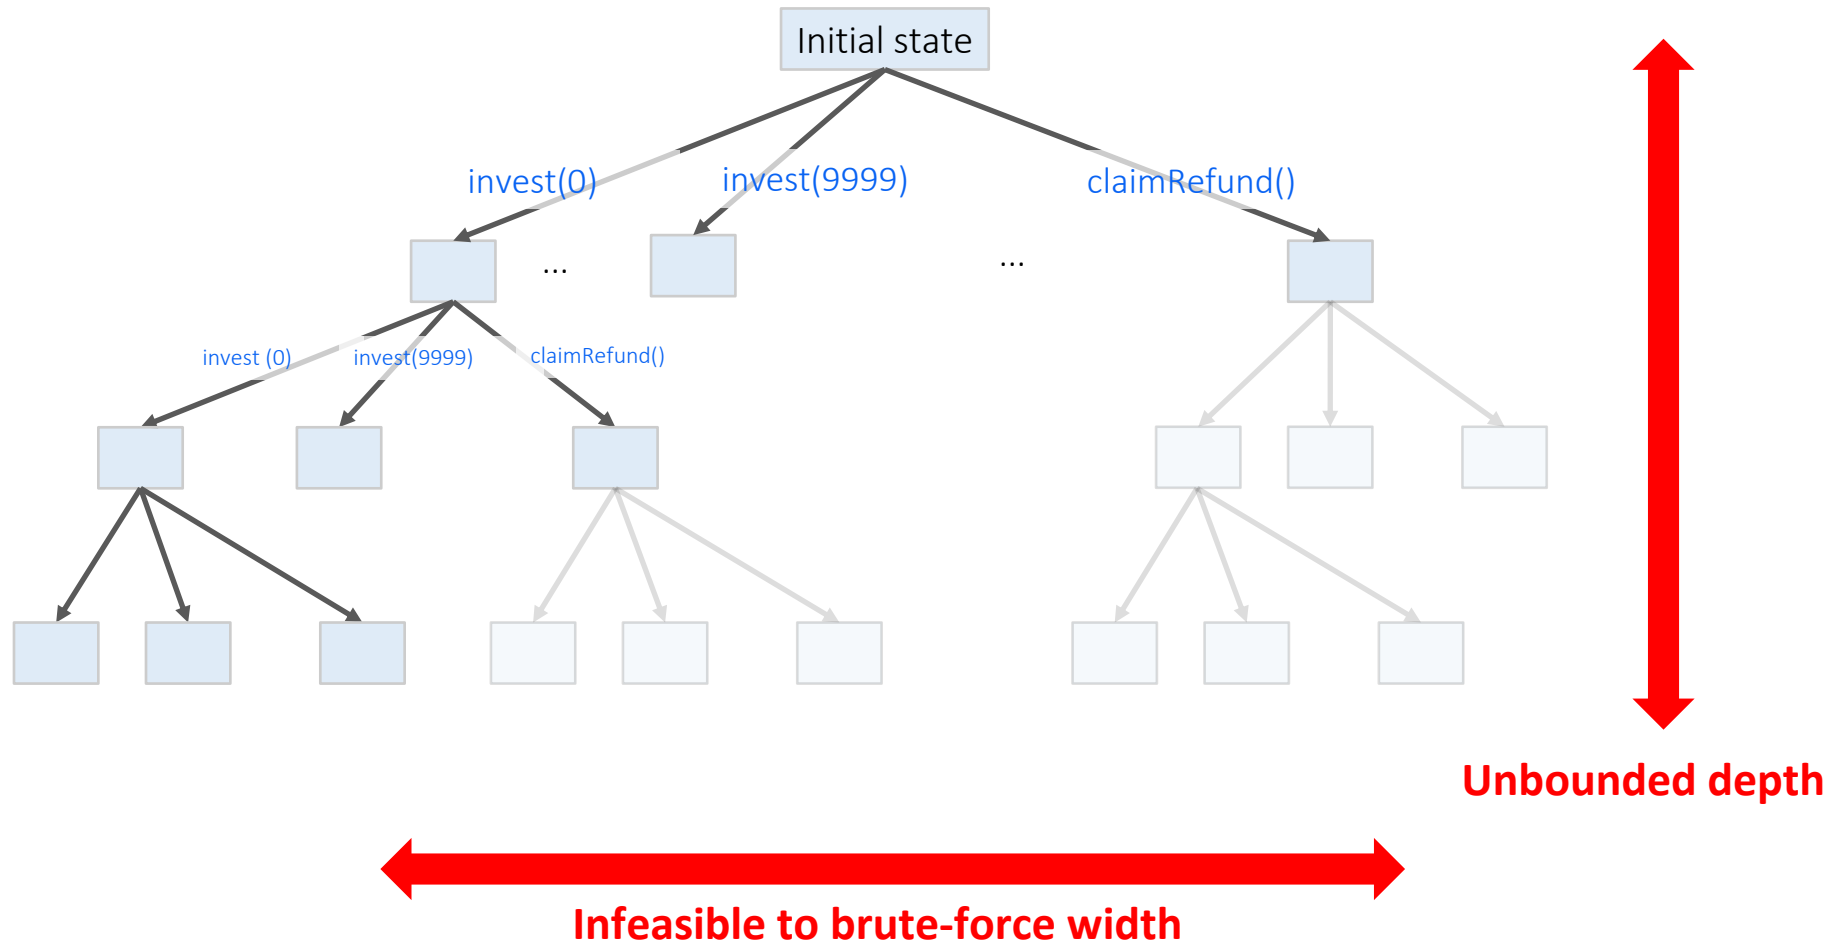 Initial state
invest(0)
invest(9999)
claimRefund()
...
...
invest (0)
invest(9999)
claimRefund()
Unbounded depth
Infeasible to brute-force width